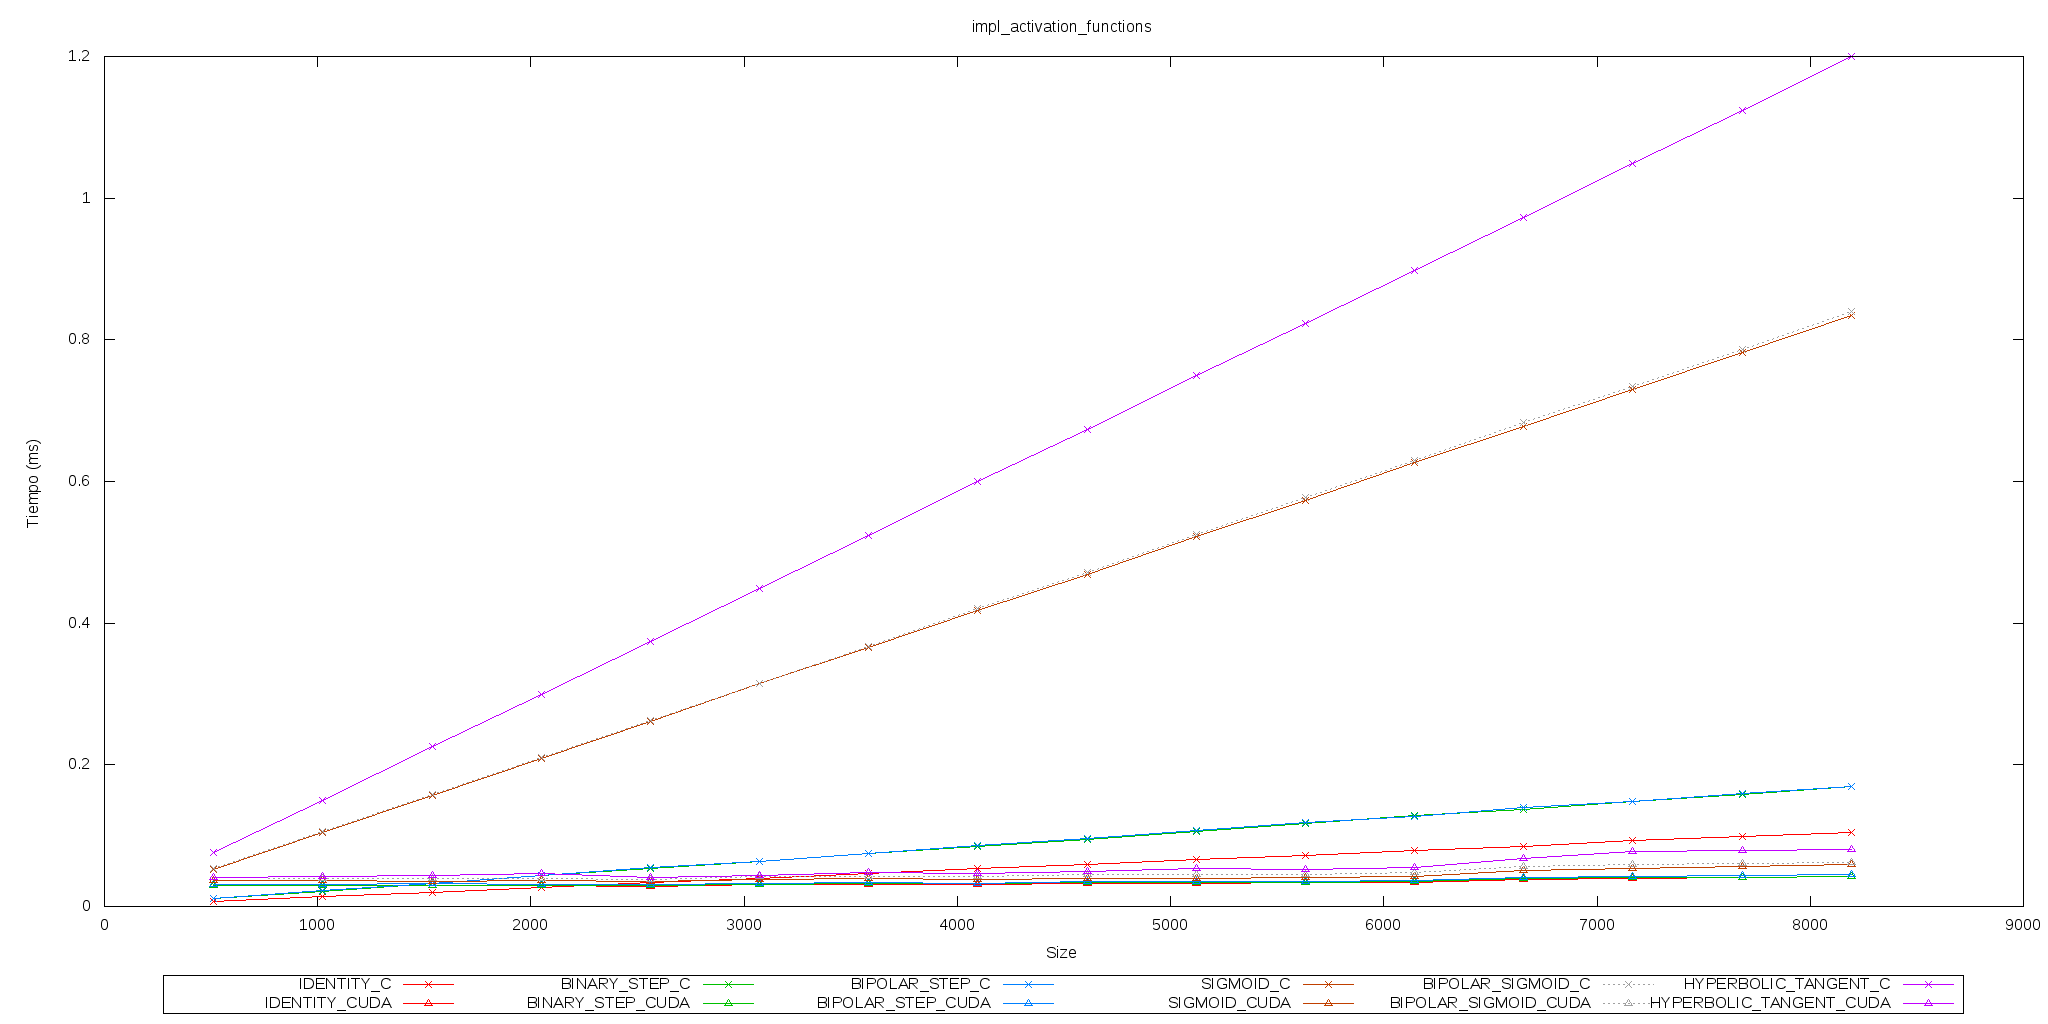 impl_activation_functions
1.2
1
0.8
0.6
0.4
0.2
0
Tiempo (ms)
0 1000 2000 3000 4000 5000 6000 7000 8000 9000
Size
IDENTITY_C BINARY_STEP_C BIPOLAR_STEP_C SIGMOID_C BIPOLAR_SIGMOID_C HYPERBOLIC_TANGENT_C
IDENTITY_CUDA BINARY_STEP_CUDA BIPOLAR_STEP_CUDA SIGMOID_CUDA BIPOLAR_SIGMOID_CUDA HYPERBOLIC_TANGENT_CUDA